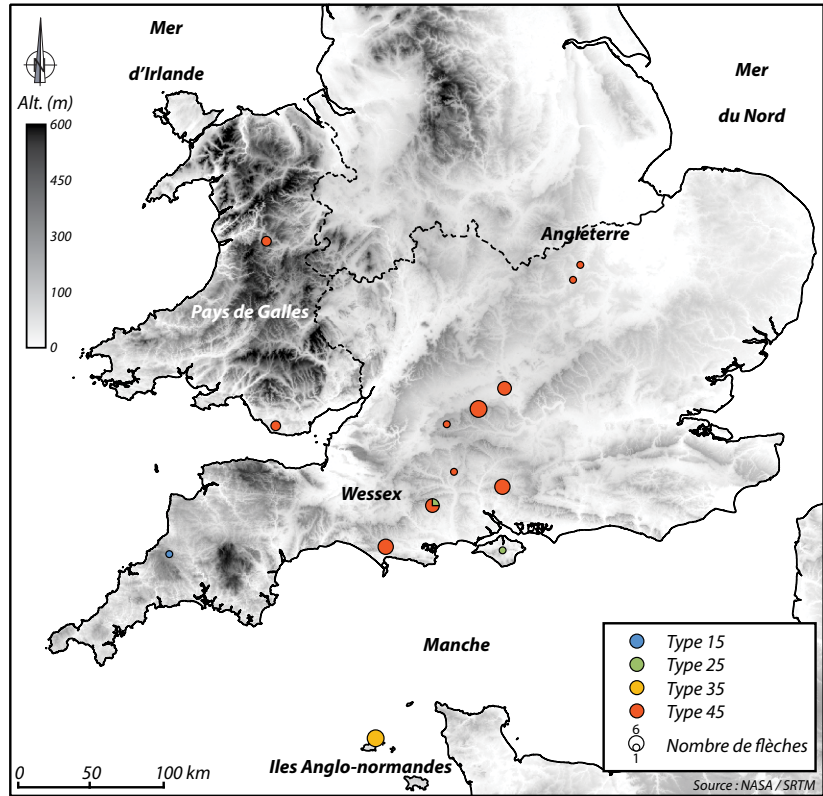 Mer
d'Irlande
Mer
du Nord
N
Alt. (m)
600
450
300
100
0
Angleterre
Pays de Galles
Wessex
Manche
Iles Anglo-normandes
0 50 100 km
Type 15
Type 25
Type 35
Type 45
6
1
Nombre de flèches
Source : NASA / SRTM